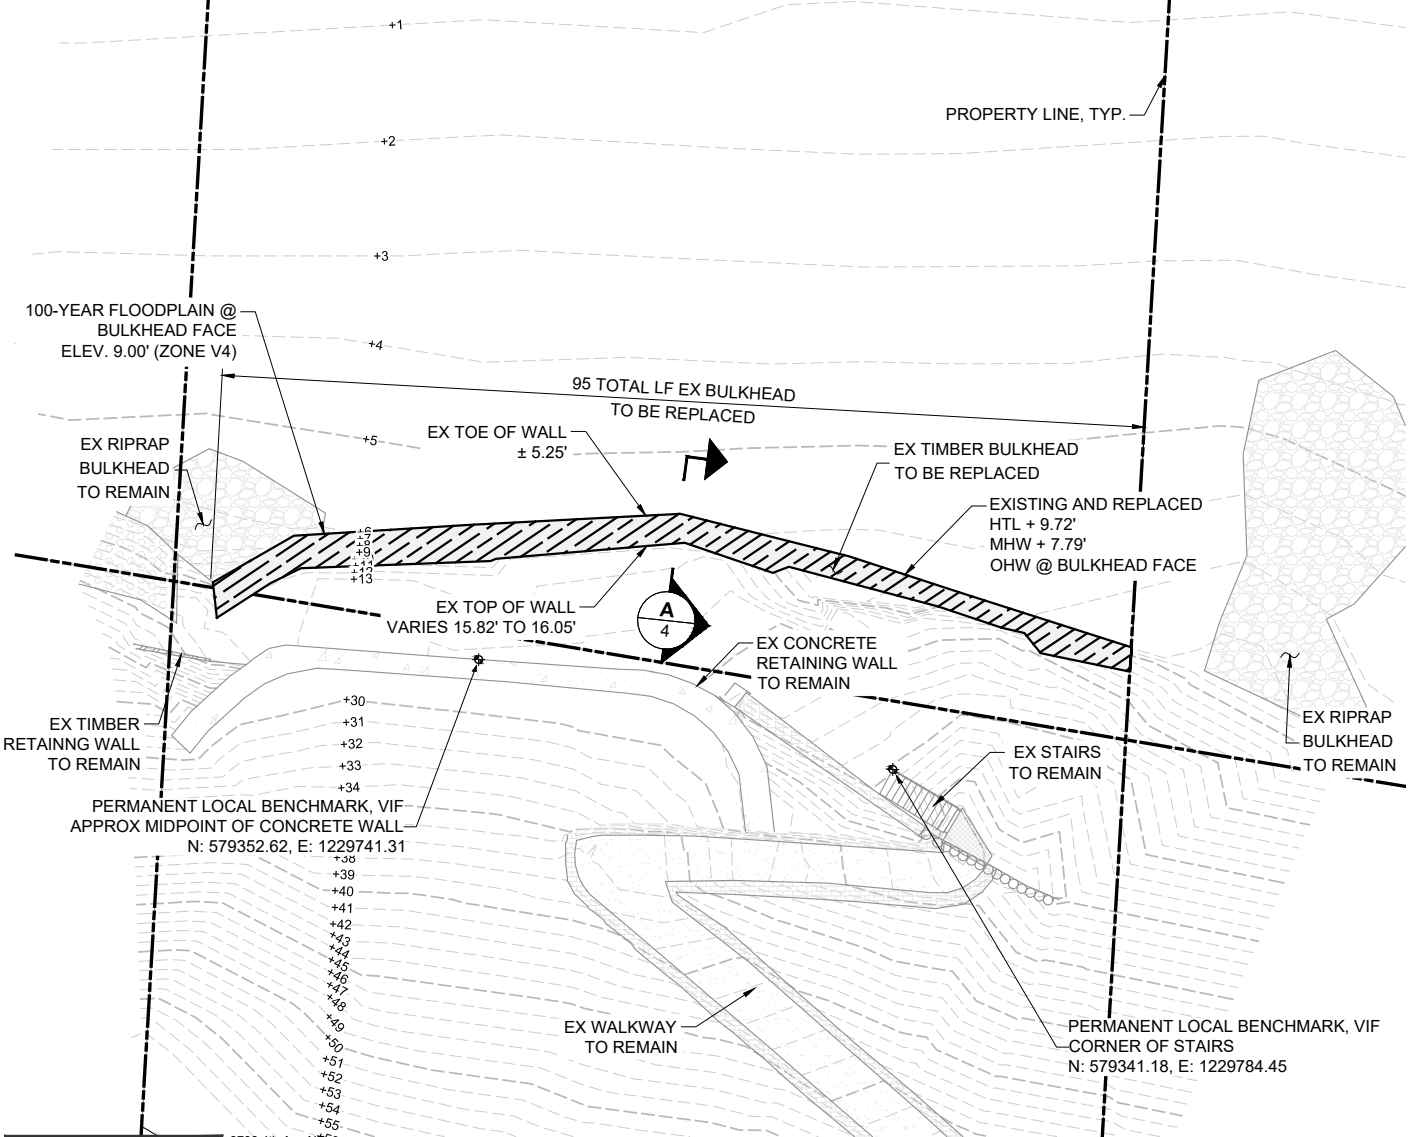 +1
PROPERTY LINE, TYP.
+2
+3
100-YEAR FLOODPLAIN @
BULKHEAD FACE
ELEV. 9.00' (ZONE V4)
+4
95 TOTAL LF EX BULKHEAD
TO BE REPLACED
+5
EX TOE OF WALL
± 5.25'
EX RIPRAP
BULKHEAD
TO REMAIN
EX TIMBER BULKHEAD
TO BE REPLACED
EXISTING AND REPLACED
HTL + 9.72'
MHW + 7.79'
OHW @ BULKHEAD FACE
+9
+13
EX TOP OF WALL
VARIES 15.82' TO 16.05'
A
4
EX CONCRETE
RETAINING WALL
TO REMAIN
EX TIMBER
RETAINNG WALL
TO REMAIN
+30
+31
+32
+33
+34
EX RIPRAP
BULKHEAD
TO REMAIN
EX STAIRS
TO REMAIN
PERMANENT LOCAL BENCHMARK, VIF
APPROX MIDPOINT OF CONCRETE WALL
N: 579352.62, E: 1229741.31
+38
+39
+40
+41
+42
+43
+44
+45
+46
+47
+48
+49
+50
+51
+52
+53
+54
+55
EX WALKWAY
TO REMAIN
PERMANENT LOCAL BENCHMARK, VIF
CORNER OF STAIRS
N: 579341.18, E: 1229784.45